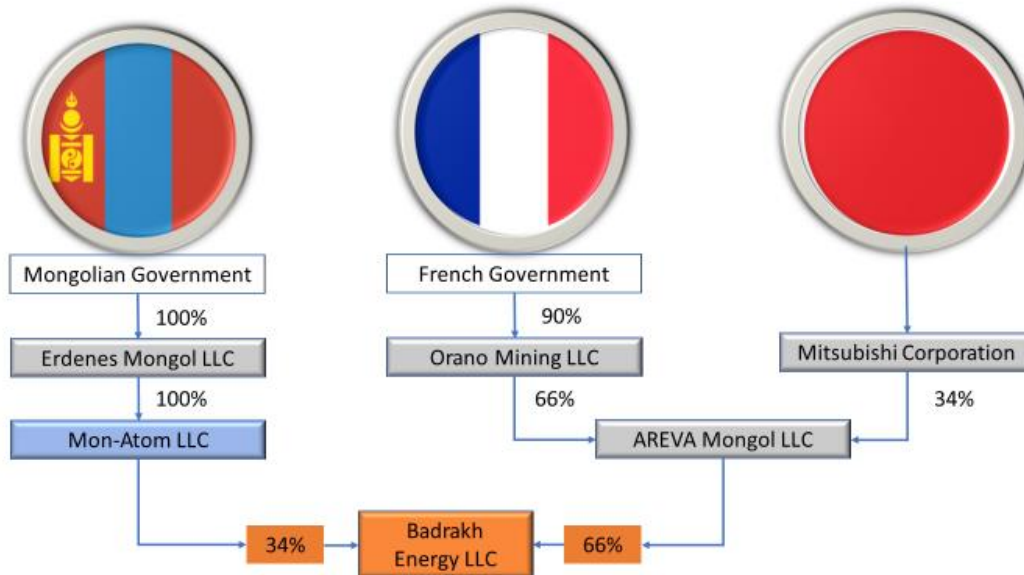 Mongolian Government
French Government
100%
90%
Erdenes Mongol LLC
Orano Mining LLC
Mitsubishi Corporation
100%
66%
34%
Mon-Atom LLC
AREVA Mongol LLC
34%
Badrakh
Energy LLC
66%